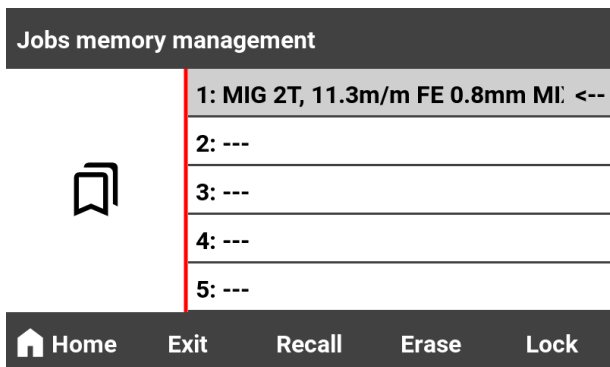 Jobs memory management
1: MIG 2T, 11.3m/m FE 0.8mm <--
2: ---
3: ---
4: ---
5: ---
Home Exit Recall Erase Lock